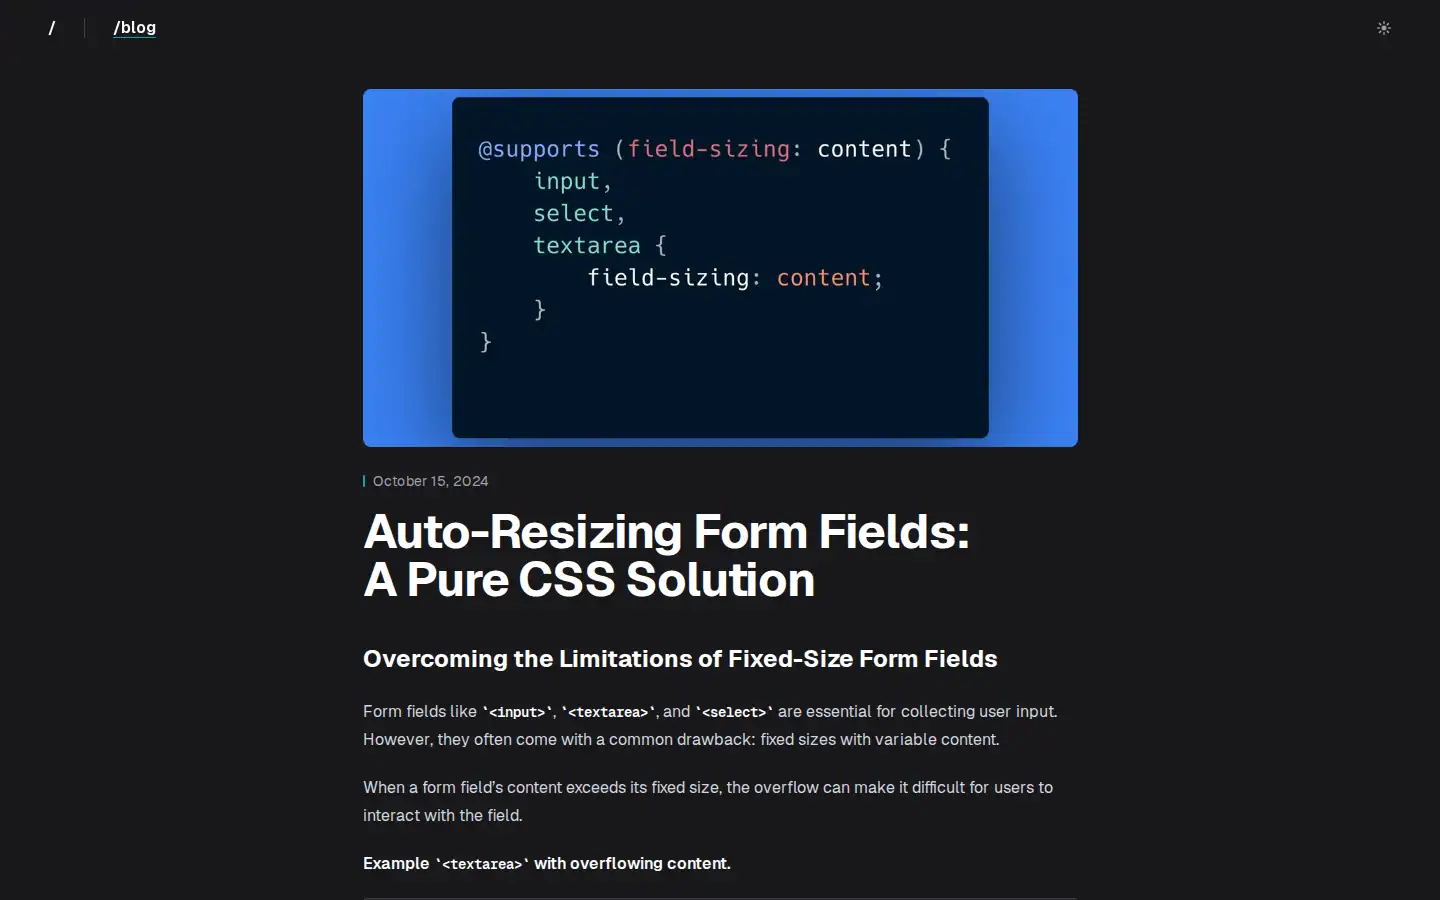 /
/blog
@supports (field-sizing: content) {
    input,
    select,
    textarea {
        field-sizing: content;
    }
}
October 15, 2024
Auto-Resizing Form Fields:
A Pure CSS Solution
Overcoming the Limitations of Fixed-Size Form Fields
Form fields like `<input>`, `<textarea>`, and `<select>` are essential for collecting user input.
However, they often come with a common drawback: fixed sizes with variable content.
When a form field's content exceeds its fixed size, the overflow can make it difficult for users to
interact with the field.
Example `<textarea>` with overflowing content.